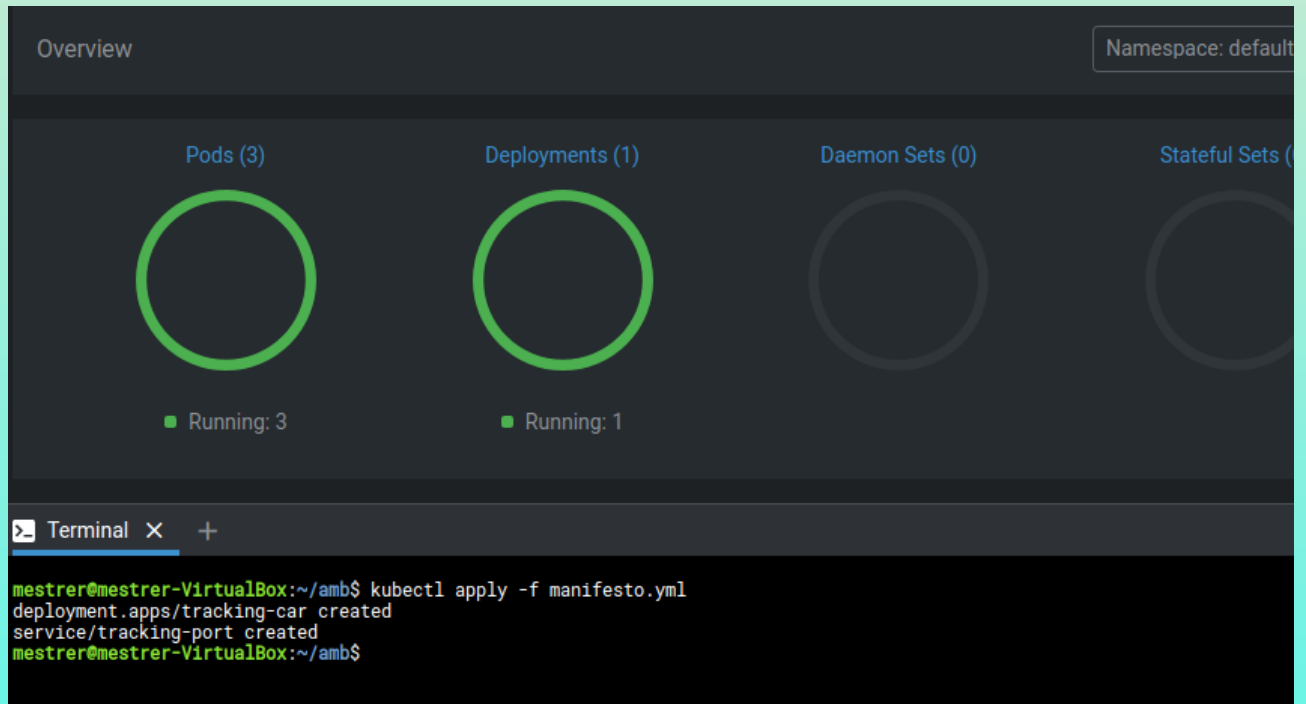 Overview
Namespace: default
Pods (3)
Deployments (1)
Daemon Sets (0)
Stateful Sets (
Running: 3
Running: 1
Terminal
mestrer@mestrer-VirtualBox:~/amb$ kubectl apply -f manifesto.yml
deployment.apps/tracking-car created
service/tracking-port created
mestrer@mestrer-VirtualBox:~/amb$